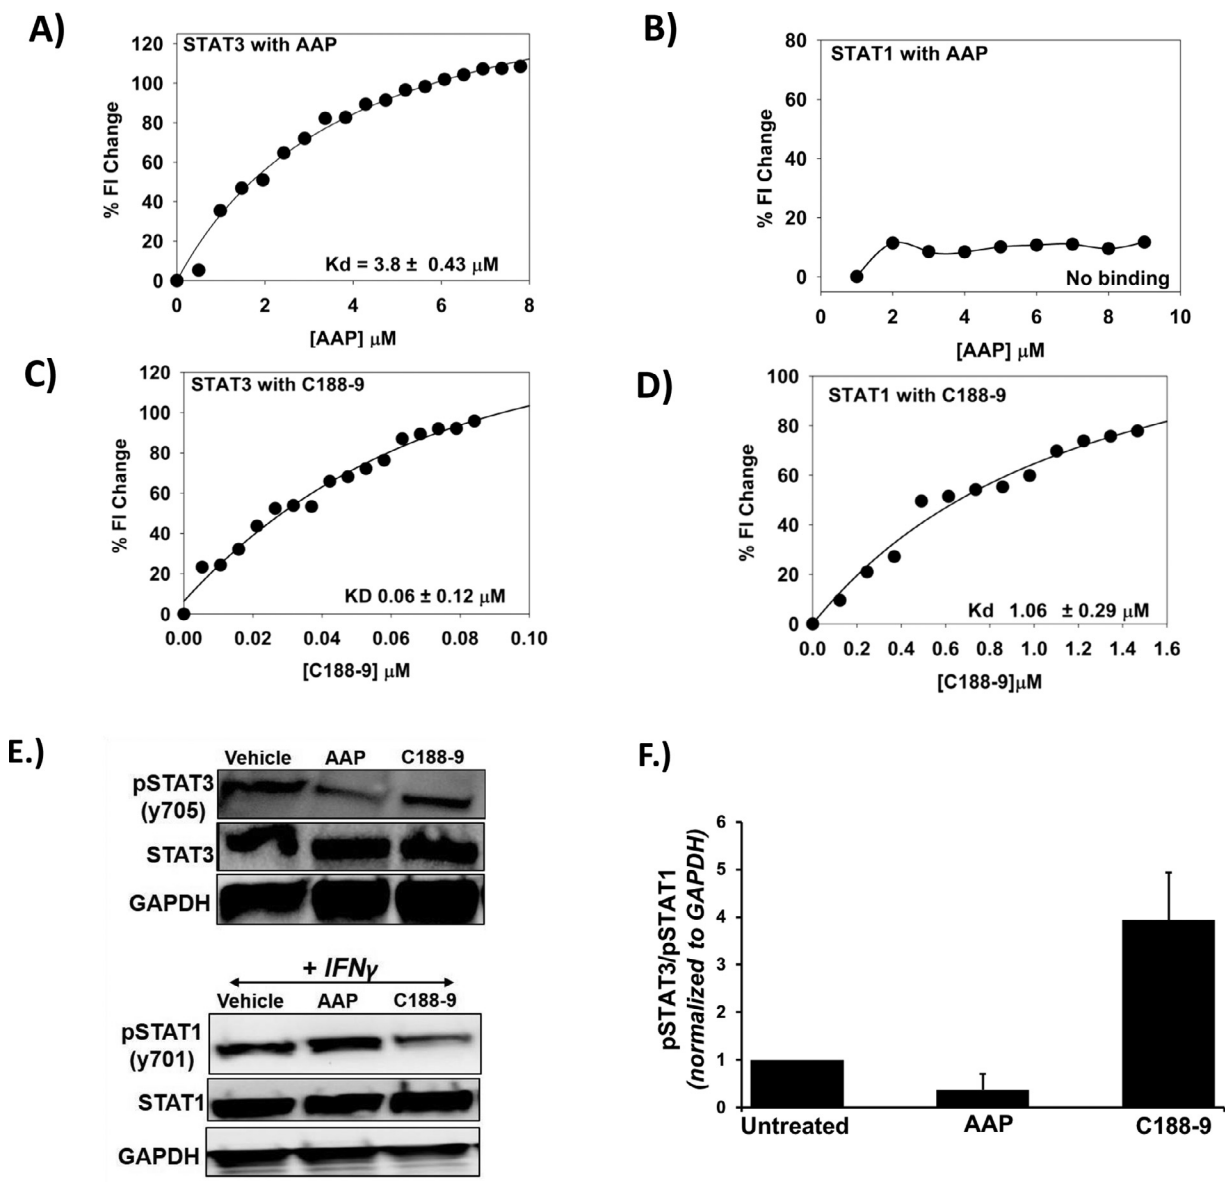 A)
STAT3 with AAP
% FI Change
120
100
80
60
40
20
0
Kd = 3.8 ± 0.43 μM
0 2 4 6 8
[AAP] μM
B)
STAT1 with AAP
% FI Change
80
60
40
20
0
No binding
0 2 4 6 8 10
[AAP] μM
C)
STAT3 with C188-9
% FI Change
120
100
80
60
40
20
0
KD 0.06 ± 0.12 μM
0.00 0.02 0.04 0.06 0.08 0.10
[C188-9] μM
D)
STAT1 with C188-9
% FI Change
100
80
60
40
20
0
Kd 1.06 ± 0.29 μM
0.0 0.2 0.4 0.6 0.8 1.0 1.2 1.4 1.6
[C188-9]μM
E.)
Vehicle AAP C188-9
pSTAT3
(y705)
STAT3
GAPDH
+ IFNγ
Vehicle AAP C188-9
pSTAT1
(y701)
STAT1
GAPDH
F.)
pSTAT3/pSTAT1
(normalized to GAPDH)
6
5
4
3
2
1
0
Untreated AAP C188-9